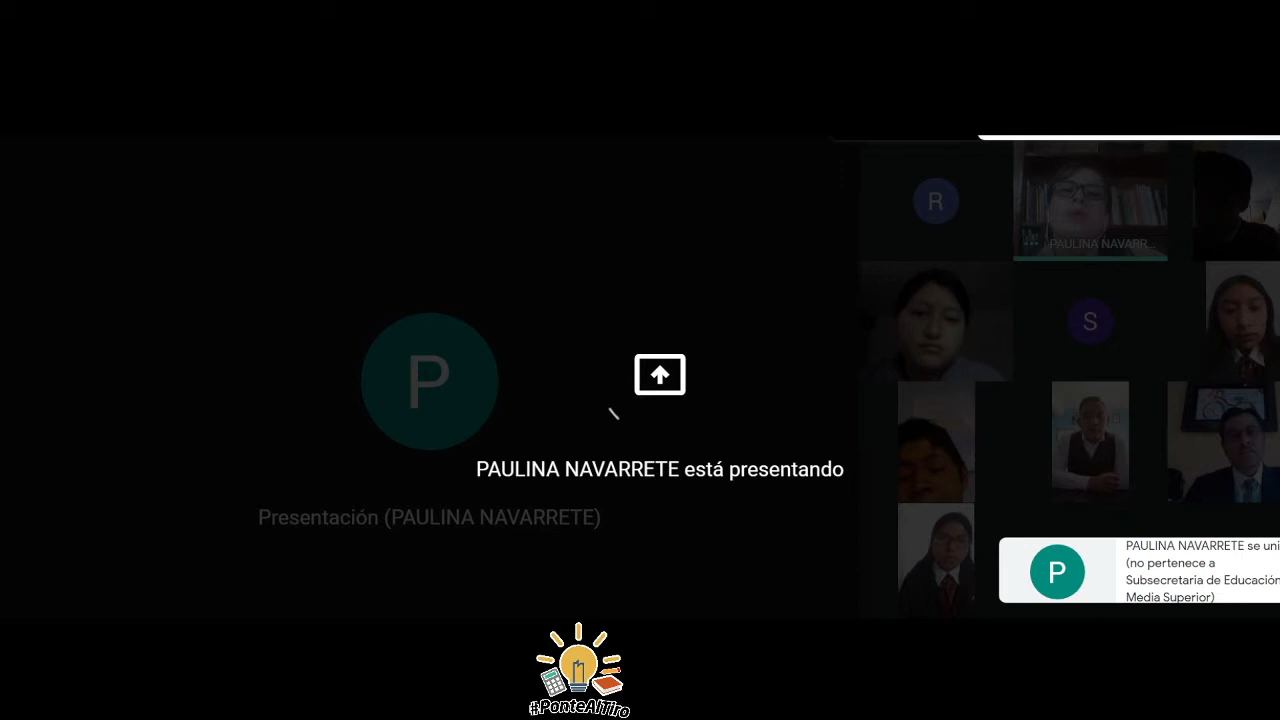 R
PAULINA NAVARR...
S
P
PAULINA NAVARRETE está presentando
Presentación (PAULINA NAVARRETE)
P
PAULINA NAVARRETE se uni
(no pertenece a
Subsecretaria de Educación
Media Superior)
#PonteAlTiro